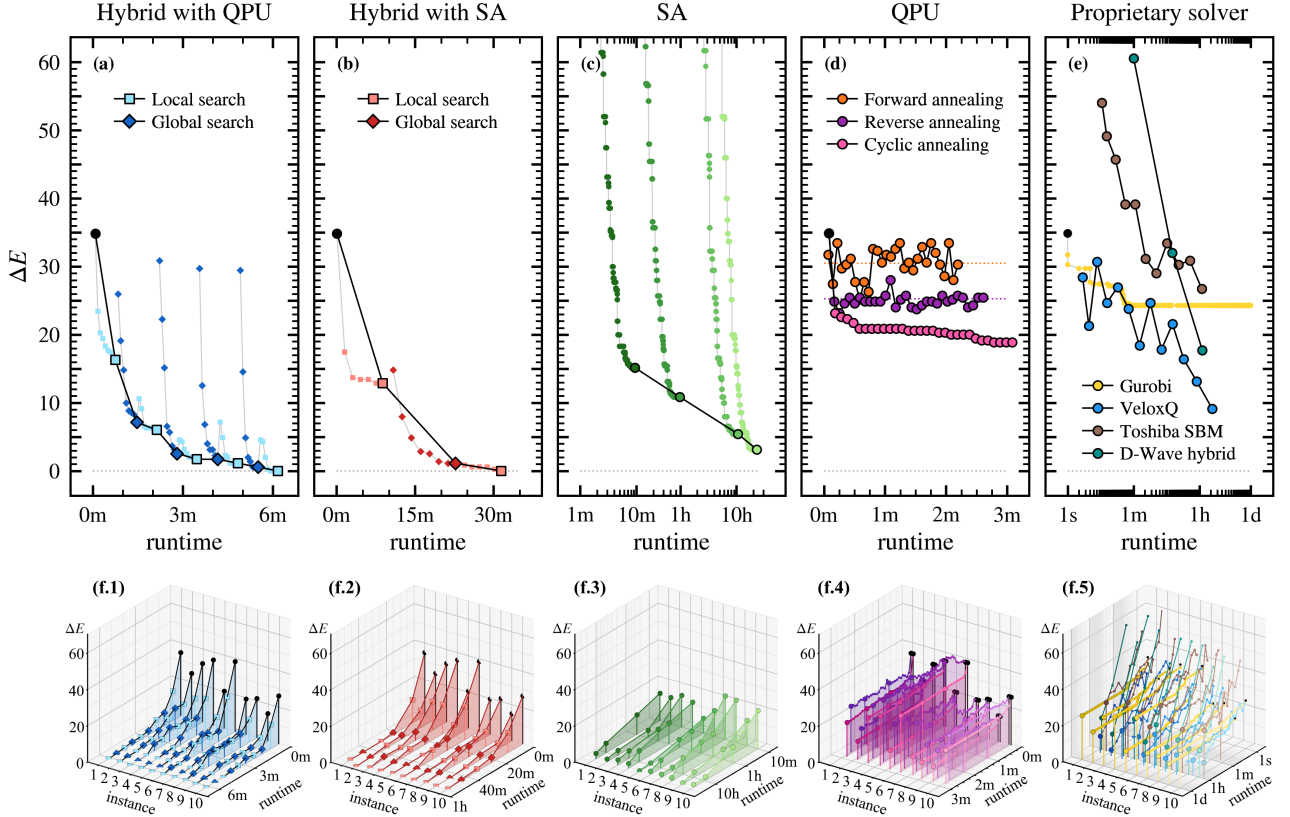 Hybrid with QPU
Hybrid with SA
SA
QPU
Proprietary solver
ΔE
60
50
40
30
20
10
0
(a)
Local search
Global search
0m 3m 6m
runtime
(b)
Local search
Global search
0m 15m 30m
runtime
(c)
1m 10m 1h 10h
runtime
(d)
Forward annealing
Reverse annealing
Cyclic annealing
0m 1m 2m 3m
runtime
(e)
Gurobi
VeloxQ
Toshiba SBM
D-Wave hybrid
1s 1m 1h 1d
runtime
(f.1)
ΔE
60
40
20
0
1 2 3 4 5 6 7 8 9 10
instance
6m 3m 0m
runtime
(f.2)
ΔE
60
40
20
0
1 2 3 4 5 6 7 8 9 10
instance
1h 40m 20m 0m
runtime
(f.3)
ΔE
60
40
20
0
1 2 3 4 5 6 7 8 9 10
instance
10h 1h 10m
runtime
(f.4)
ΔE
60
40
20
0
1 2 3 4 5 6 7 8 9 10
instance
3m 2m 1m 0m
runtime
(f.5)
ΔE
60
40
20
0
1 2 3 4 5 6 7 8 9 10
instance
1d 1h 1m 1s
runtime